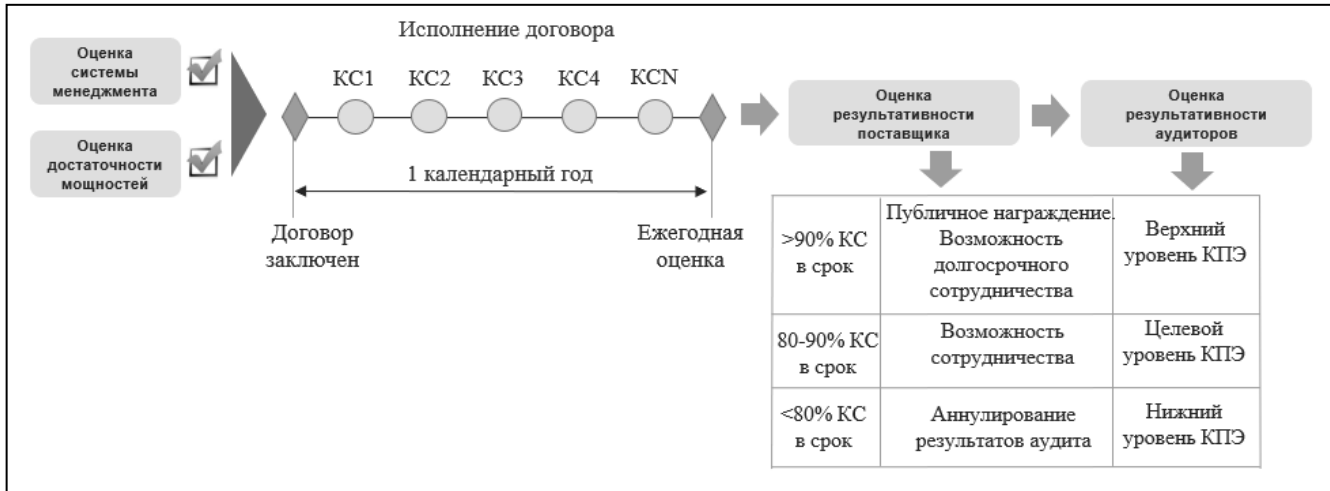 Оценка
системы
менеджмента
Оценка
достаточности
мощностей
Исполнение договора
КС1 КС2 КС3 КС4 КСN
1 календарный год
Договор
заключен
Ежегодная
оценка
Оценка
результативности
поставщика
Оценка
результативности
аудиторов
>90% КС
в срок
Публичное награждение.
Возможность
долгосрочного
сотрудничества
Верхний
уровень КПЭ
80-90% КС
в срок
Возможность
сотрудничества
Целевой
уровень КПЭ
<80% КС
в срок
Аннулирование
результатов аудита
Нижний
уровень КПЭ